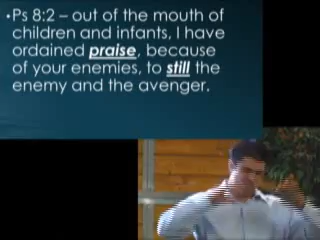 •Ps 8:2 – out of the mouth of
children and infants, I have
ordained praise, because
of your enemies, to still the
enemy and the avenger.